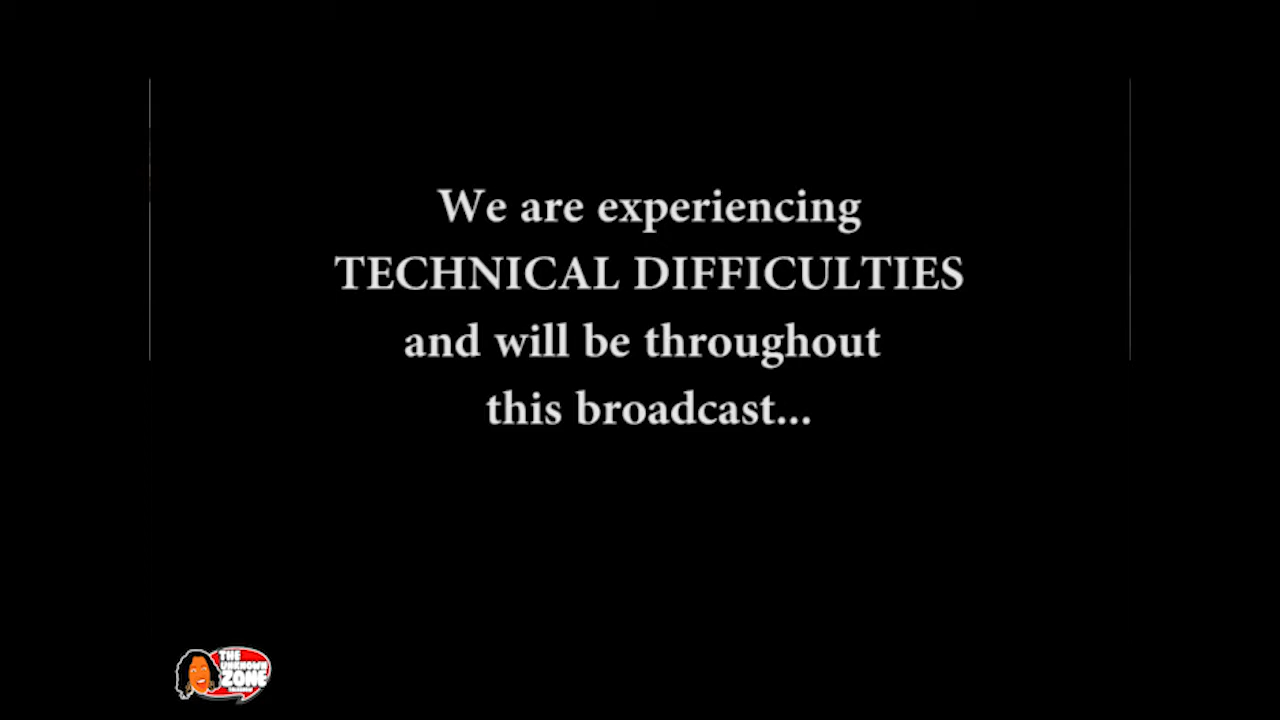 We are experiencing
TECHNICAL DIFFICULTIES
and will be throughout
this broadcast...
THE
UNKNOWN
ZONE